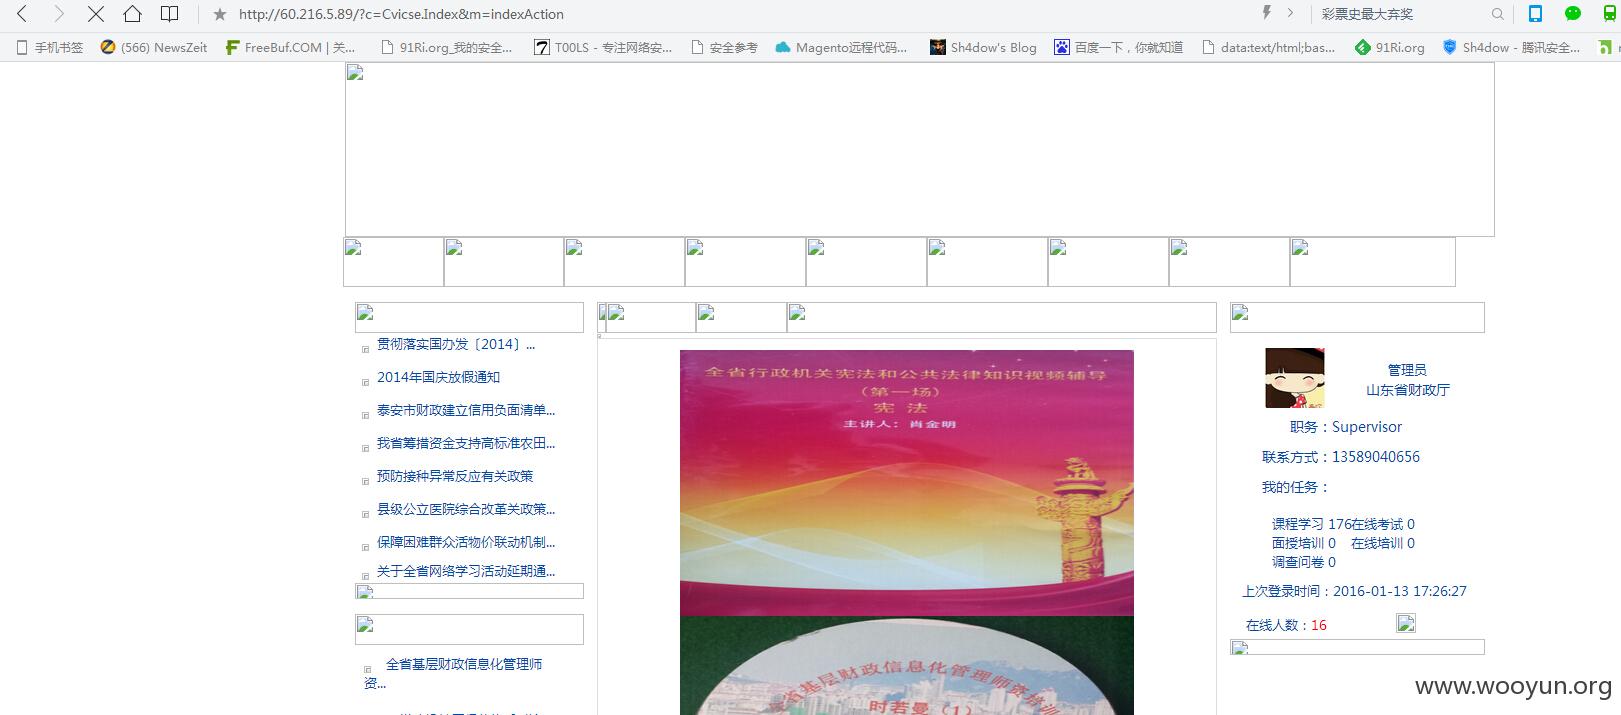 http://60.216.5.89/?c=Cvicse.Index&m=indexAction
彩票史最大弃奖
手机书签
(566) NewsZeit
FreeBuf.COM | 关...
91Ri.org_我的安全...
T00LS - 专注网络安...
安全参考
Magento远程代码...
Sh4dow's Blog
百度一下，你就知道
data:text/html;bas...
91Ri.org
Sh4dow - 腾讯安全...
贯彻落实国办发〔2014〕...
2014年国庆放假通知
泰安市财政建立信用负面清单...
我省筹措资金支持高标准农田...
预防接种异常反应有关政策
县级公立医院综合改革关政策...
保障困难群众活物价联动机制...
关于全省网络学习活动延期通...
全省基层财政信息化管理师
资...
全省行政机关宪法和公共法律知识视频辅导
（第一场）
宪 法
主讲人：肖金明
省基层财政信息化管理师资培训
时若曼（1）
管理员
山东省财政厅
职务：Supervisor
联系方式：13589040656
我的任务：
课程学习 176在线考试 0
面授培训 0 在线培训 0
调查问卷 0
上次登录时间：2016-01-13 17:26:27
在线人数：16
www.wooyun.org